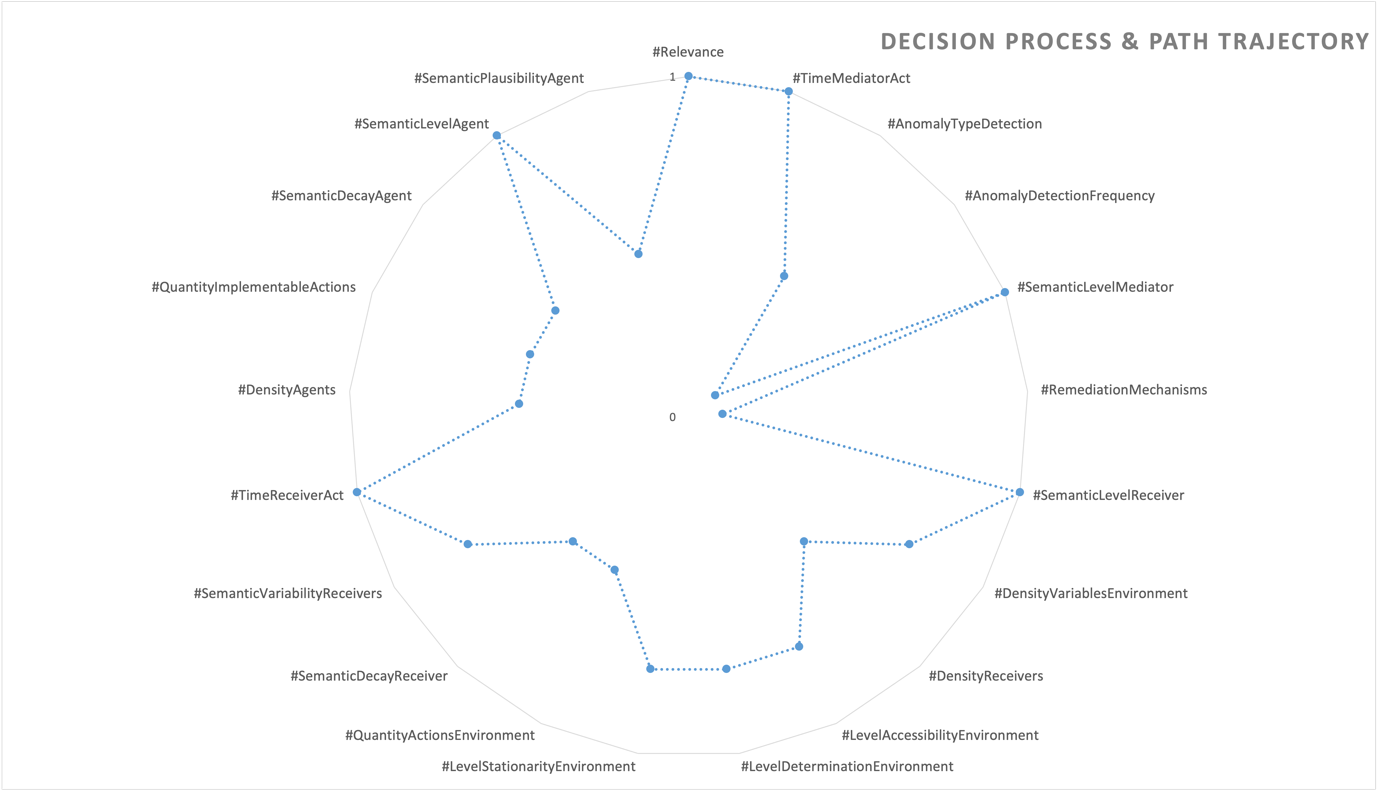 DECISION PROCESS & PATH TRAJECTORY
#Relevance
1
#TimeMediatorAct
#AnomalyTypeDetection
#AnomalyDetectionFrequency
#SemanticLevelMediator
#RemediationMechanisms
#SemanticLevelReceiver
#DensityVariablesEnvironment
#DensityReceivers
#LevelAccessibilityEnvironment
#LevelDeterminationEnvironment
#LevelStationarityEnvironment
#QuantityActionsEnvironment
#SemanticDecayReceiver
#SemanticVariabilityReceivers
#TimeReceiverAct
#DensityAgents
#QuantityImplementableActions
#SemanticDecayAgent
#SemanticLevelAgent
#SemanticPlausibilityAgent
0